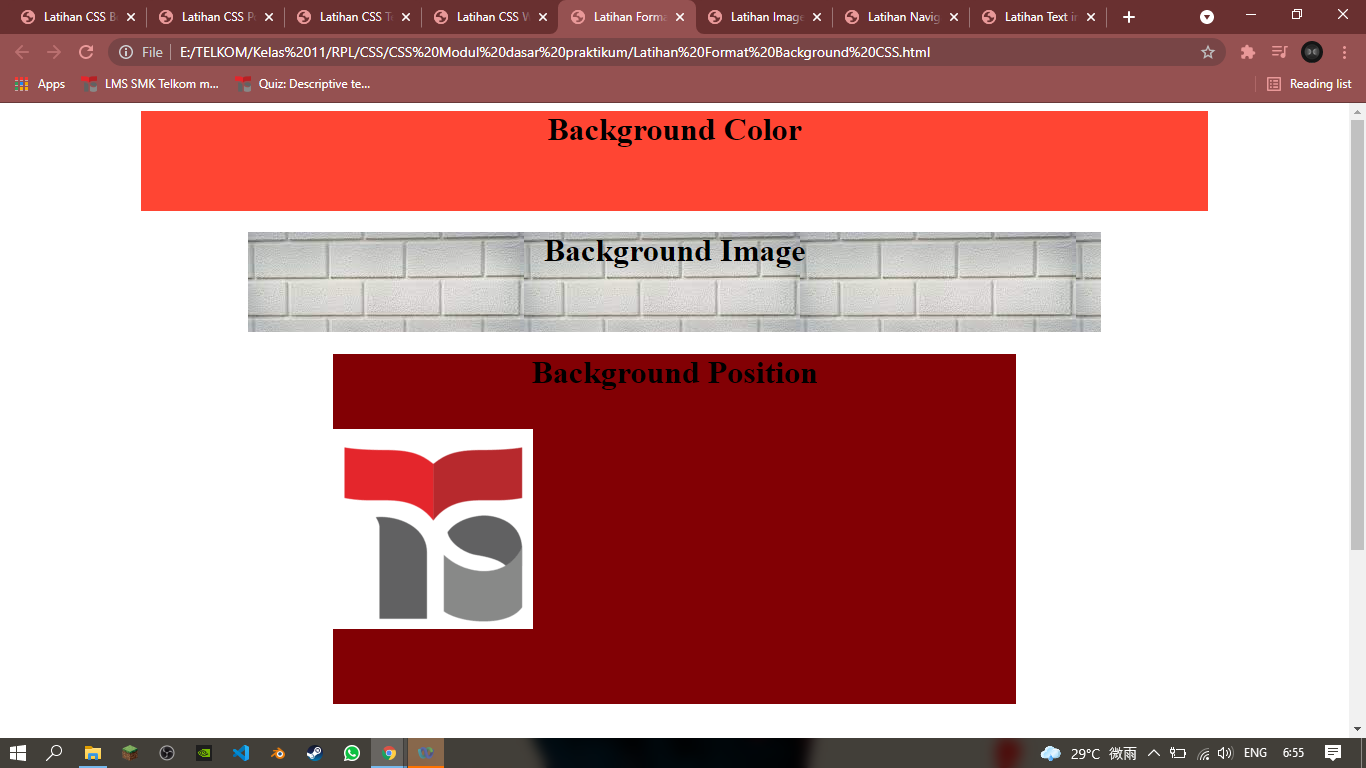 Latihan CSS B
Latihan CSS P
Latihan CSS T
Latihan CSS W
Latihan Forma
Latihan Image
Latihan Navig
Latihan Text i
File
E:/TELKOM/Kelas%2011/RPL/CSS/CSS%20Modul%20dasar%20praktikum/Latihan%20Format%20Background%20CSS.html
Apps
LMS SMK Telkom m...
Quiz: Descriptive te...
Reading list
Background Color
Background Image
Background Position
29°C 微雨
ENG
6:55